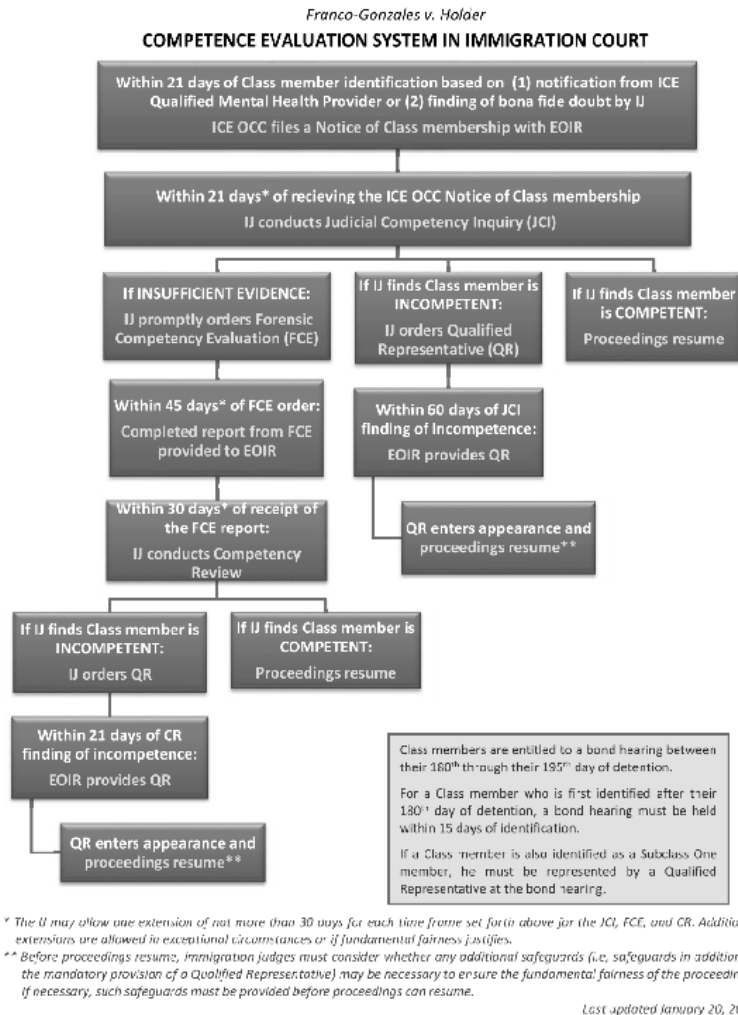 Franco-Gonzales v. Holder
COMPETENCE EVALUATION SYSTEM IN IMMIGRATION COURT
Within 21 days of Class member identification based on (1) notification from ICE
Qualified Mental Health Provider or (2) finding of bona fide doubt by IJ
ICE OCC files a Notice of Class membership with EOIR
Within 21 days* of recieving the ICE OCC Notice of Class membership
IJ conducts Judicial Competency Inquiry (JCI)
If INSUFFICIENT EVIDENCE:
IJ promptly orders Forensic
Competency Evaluation (FCE)
If IJ finds Class member is
INCOMPETENT:
IJ orders Qualified
Representative (QR)
If IJ finds Class member
is COMPETENT:
Proceedings resume
Within 45 days* of FCE order:
Completed report from FCE
provided to EOIR
Within 60 days of JCI
finding of Incompetence:
EOIR provides QR
Within 30 days* of receipt of
the FCE report:
IJ conducts Competency
Review
QR enters appearance and
proceedings resume**
If IJ finds Class member is
INCOMPETENT:
IJ orders QR
If IJ finds Class member is
COMPETENT:
Proceedings resume
Within 21 days of CR
finding of incompetence:
EOIR provides QR
QR enters appearance and
proceedings resume**
Class members are entitled to a bond hearing between
their 180th through their 195th day of detention.
For a Class member who is first identified after their
180th day of detention, a bond hearing must be held
within 15 days of identification.
If a Class member is also identified as a Subclass One
member, he must be represented by a Qualified
Representative at the bond hearing.
* The IJ may allow one extension of not more than 30 days for each time frame set forth above for the JCI, FCE, and CR. Additio
extensions are allowed in exceptional circumstances or if fundamental fairness justifies.
** Before proceedings resume, immigration judges must consider whether any additional safeguards (i.e, safeguards in addition
the mandatory provision of a Qualified Representative) may be necessary to ensure the fundamental fairness of the proceedin
If necessary, such safeguards must be provided before proceedings can resume.
Last updated January 20, 20